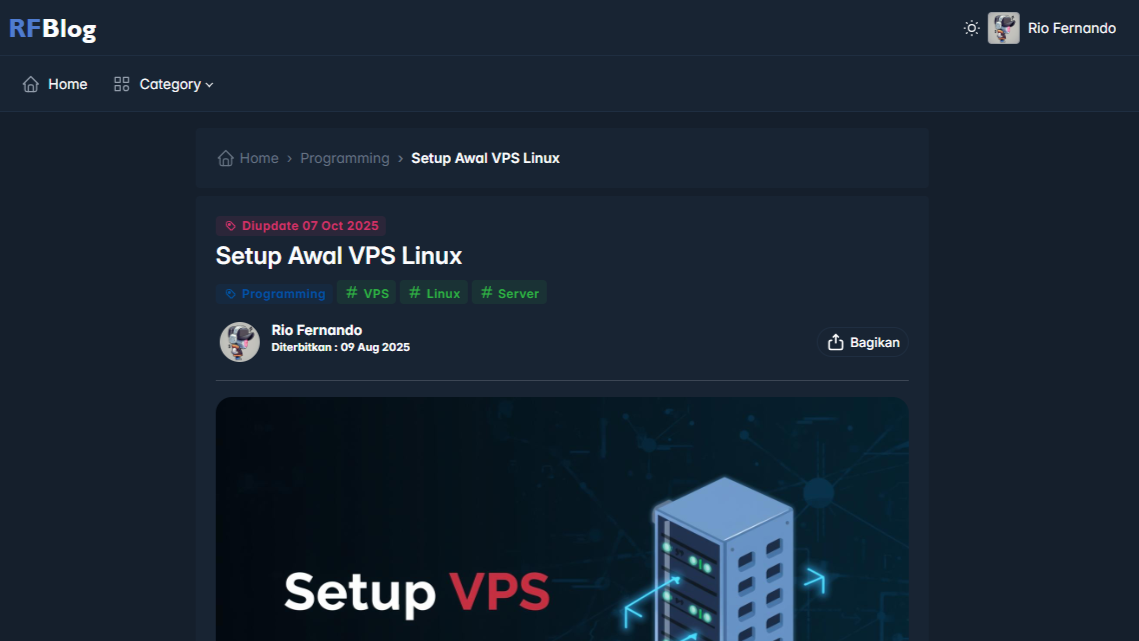 RFBlog
Rio Fernando
Home
Category
Home › Programming › Setup Awal VPS Linux
Diupdate 07 Oct 2025
Setup Awal VPS Linux
Programming # VPS # Linux # Server
Rio Fernando
Diterbitkan : 09 Aug 2025
Bagikan
Setup VPS